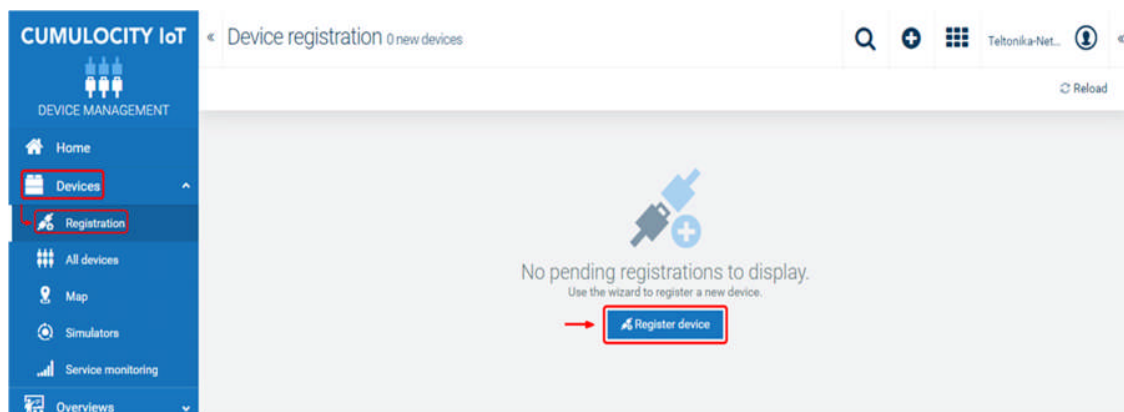 CUMULOCITY IoT
DEVICE MANAGEMENT
Home
Devices
Registration
All devices
Map
Simulators
Service monitoring
Overviews
« Device registration 0 new devices
Teltonika-Net...
«
Reload
No pending registrations to display.
Use the wizard to register a new device.
Register device